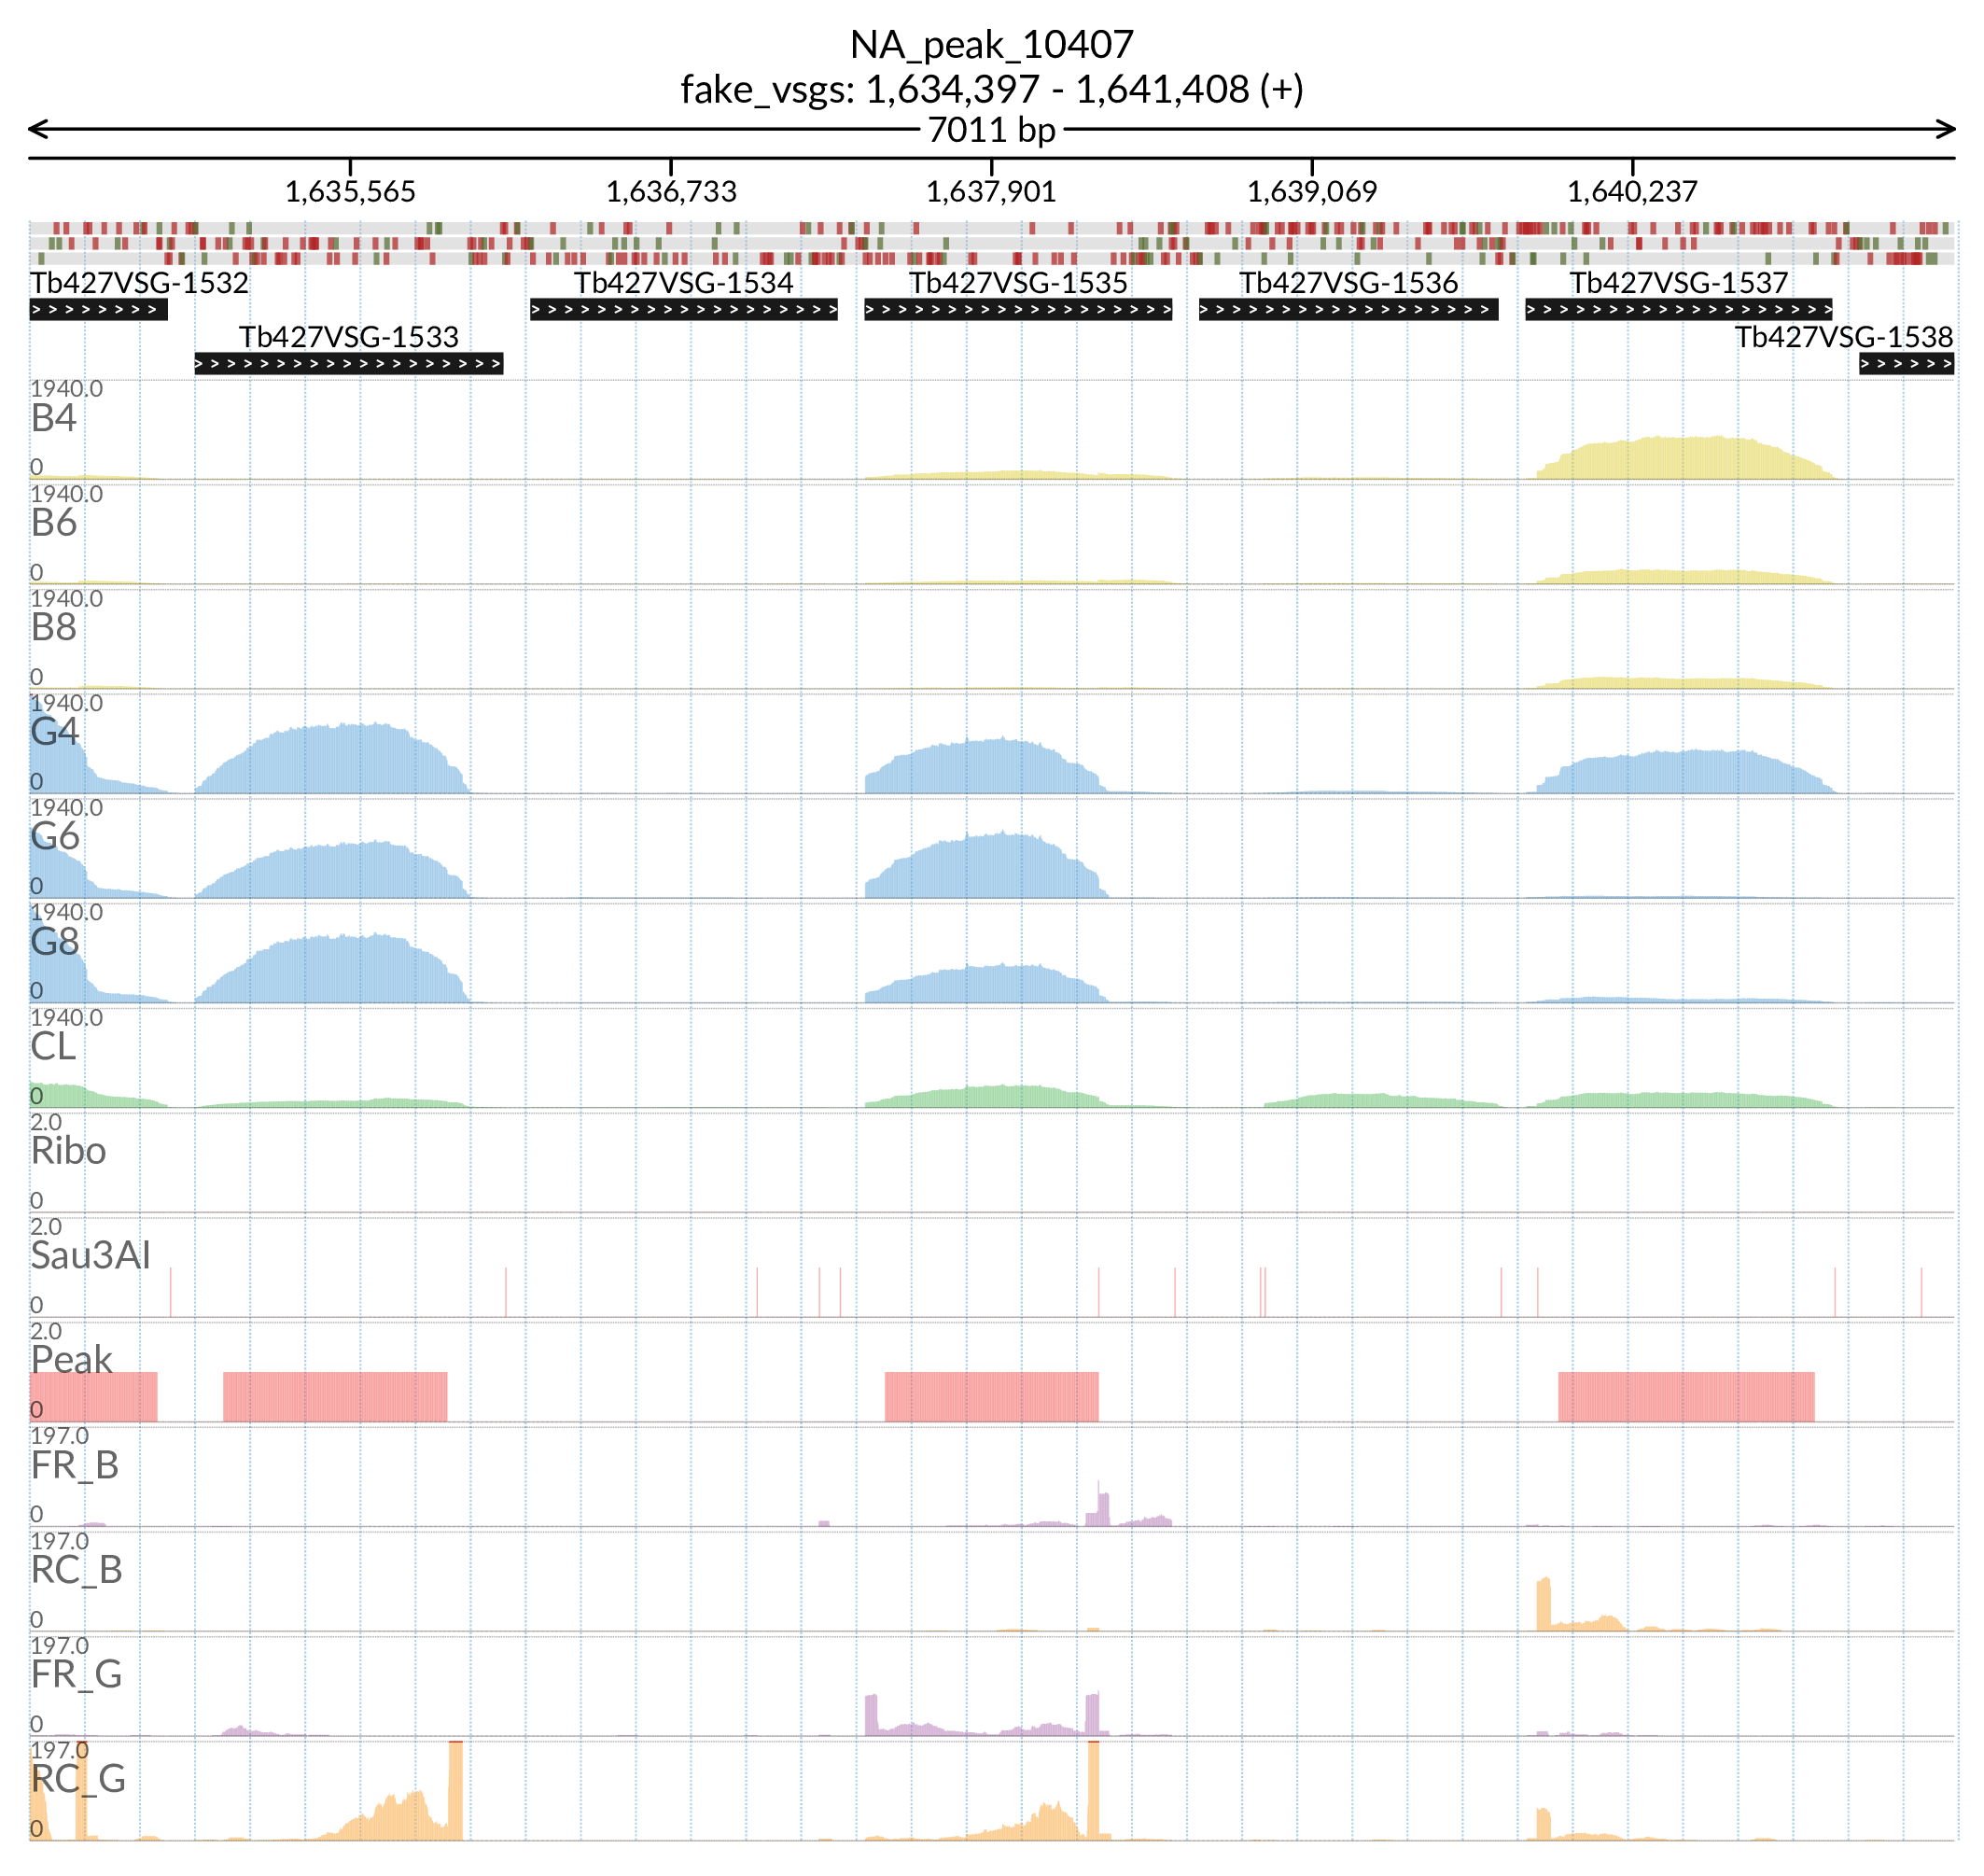 NA_peak_10407
fake_vsgs: 1,634,397 - 1,641,408 (+)
7011 bp
1,635,565 1,636,733 1,637,901 1,639,069 1,640,237
Tb427VSG-1532 Tb427VSG-1534 Tb427VSG-1535 Tb427VSG-1536 Tb427VSG-1537
Tb427VSG-1533 Tb427VSG-1538
1940.0
B4
0
1940.0
B6
0
1940.0
B8
0
1940.0
G4
0
1940.0
G6
0
1940.0
G8
0
1940.0
CL
0
2.0
Ribo
0
2.0
Sau3AI
0
2.0
Peak
0
197.0
FR_B
0
197.0
RC_B
0
197.0
FR_G
0
197.0
RC_G
0